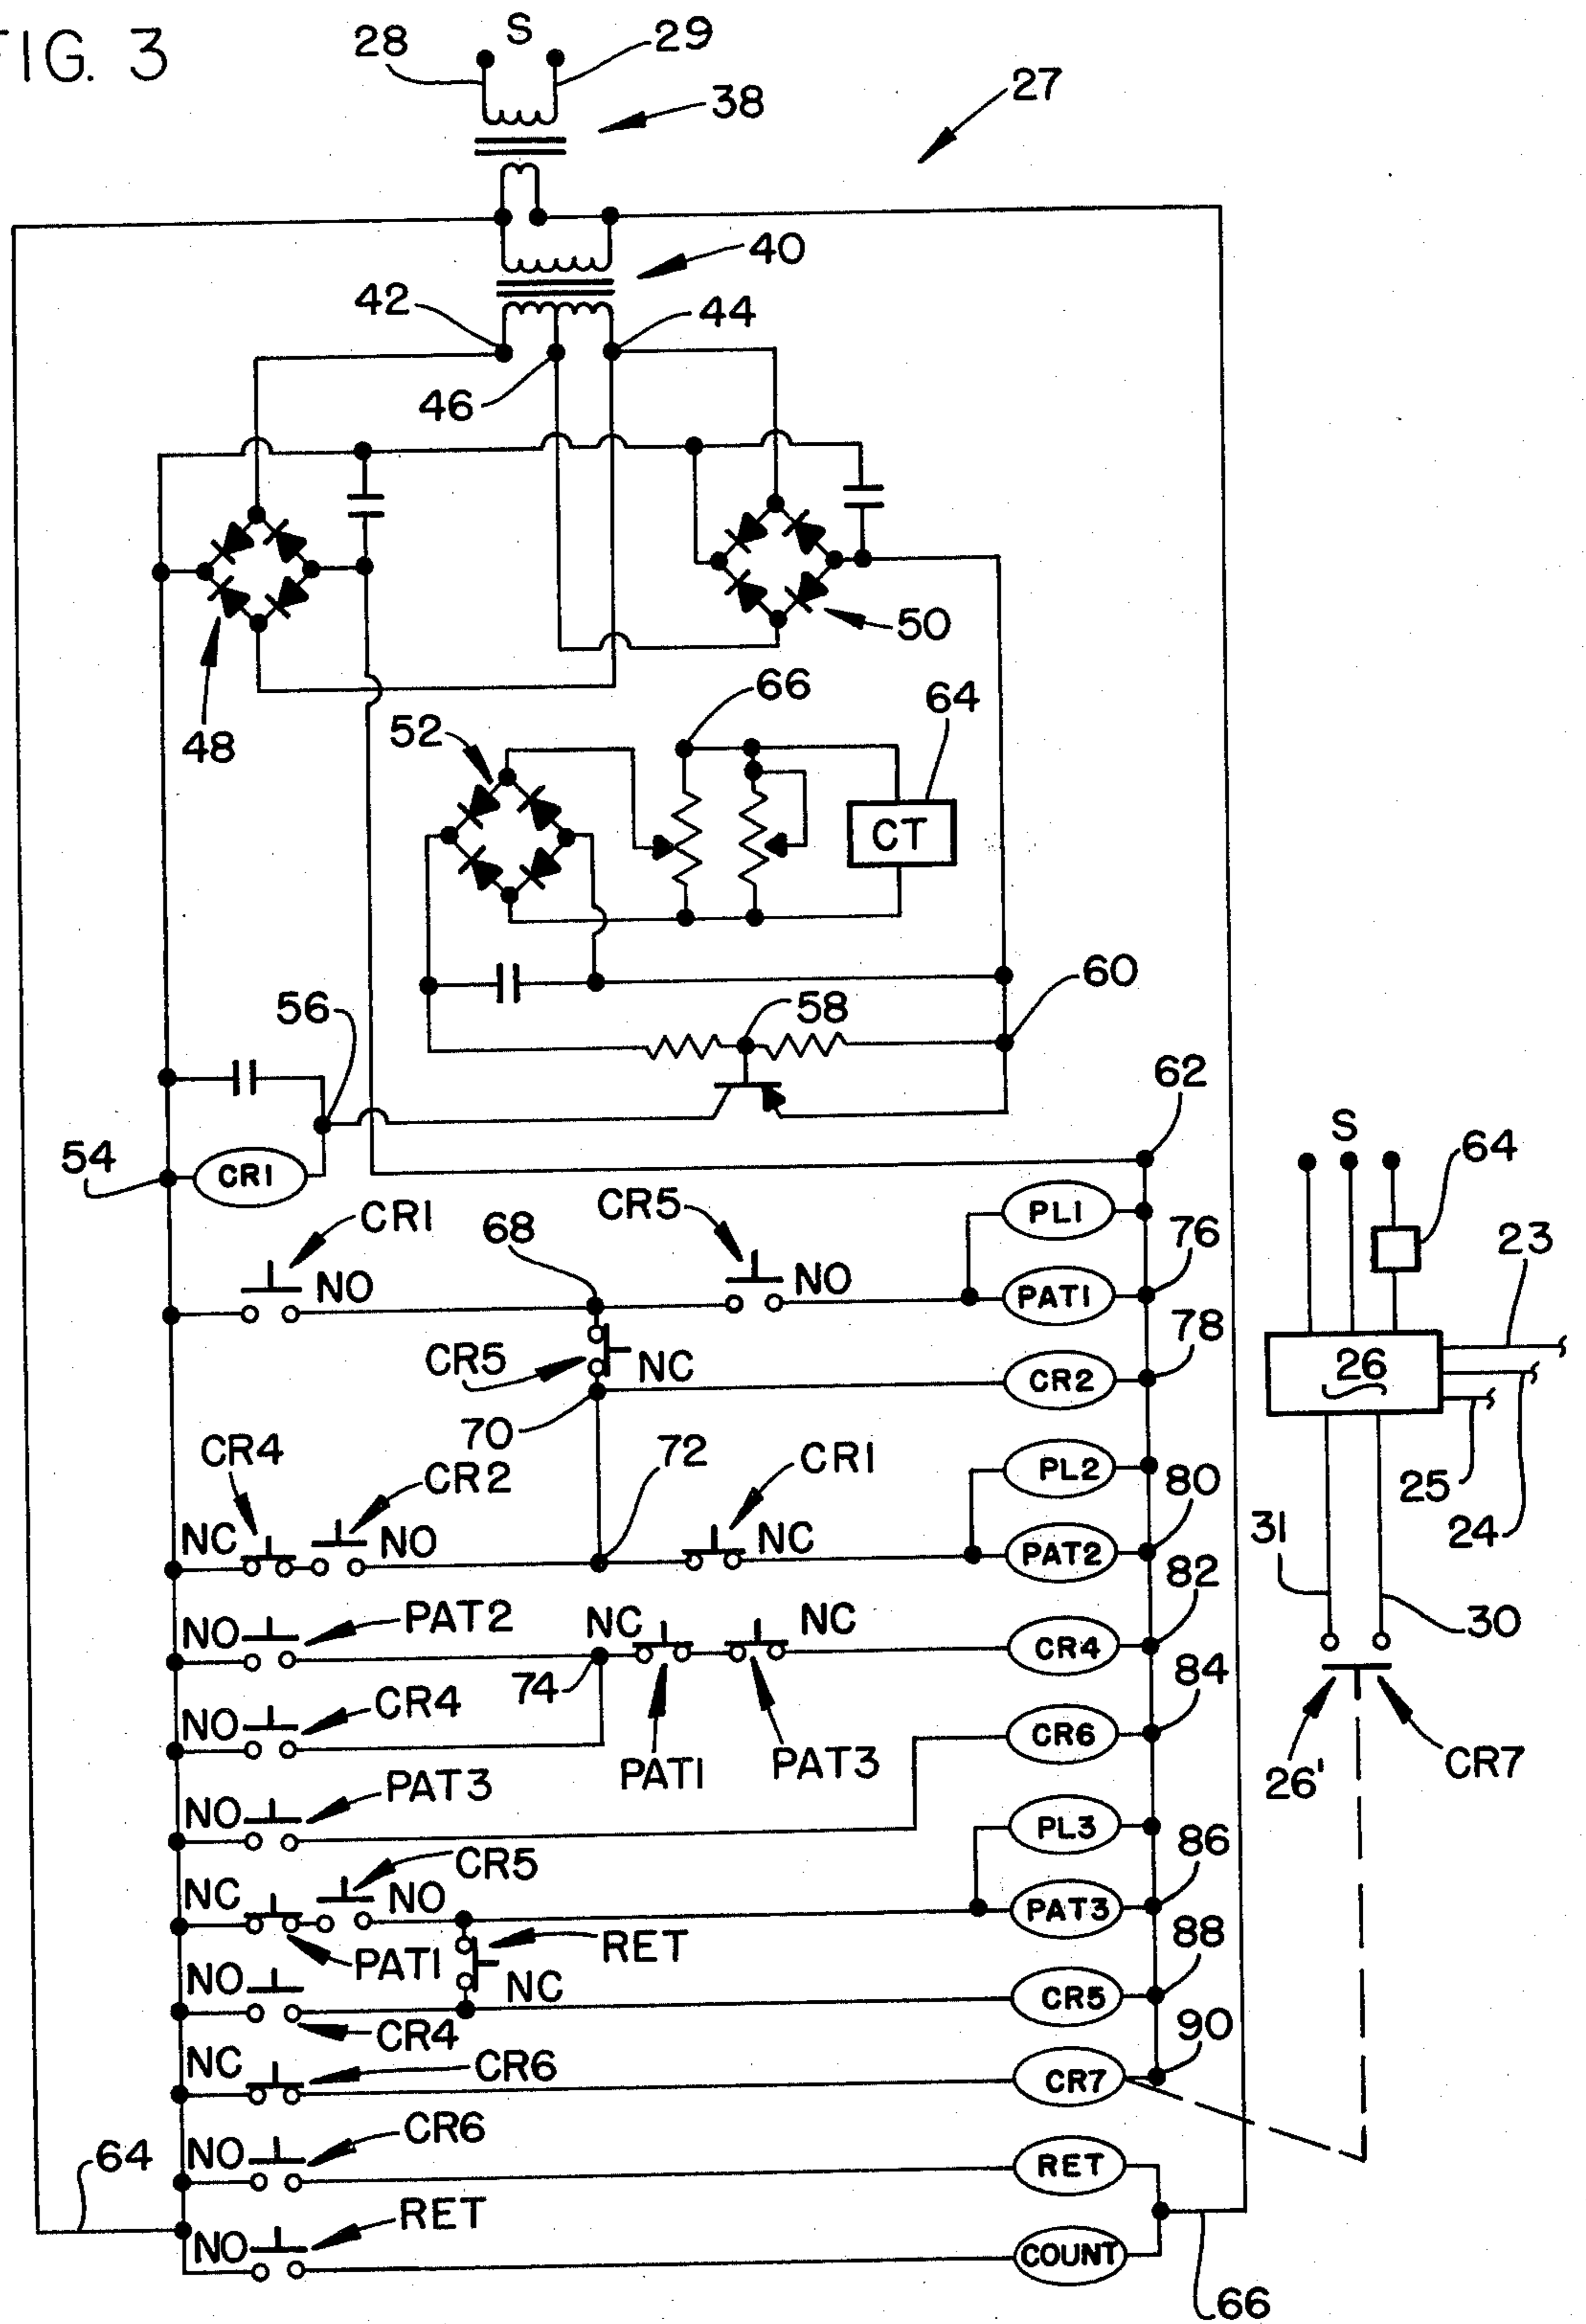 FIG. 3
28 S 29
38
27
40
42 44
46
48
50
52 66 64
CT
56 58 60
62
54 CR1
S 64
23
CR1 68 CR5 PL1
NO NO PAT1 76
CR5 NC 78
CR2
26
70
25
24
CR4 CR2 72 CR1 PL2
NC NO NC PAT2 80
31 30
NO PAT2 NC NC 82
74 CR4
NO CR4 PAT1 PAT3 84
CR6
26' CR7
NO PAT3 PL3
CR5 86
NC NO PAT3
PAT1 RET 88
NO NC CR5
CR4
NC CR6 90
CR7
NO CR6
64 RET
NO RET
COUNT
66